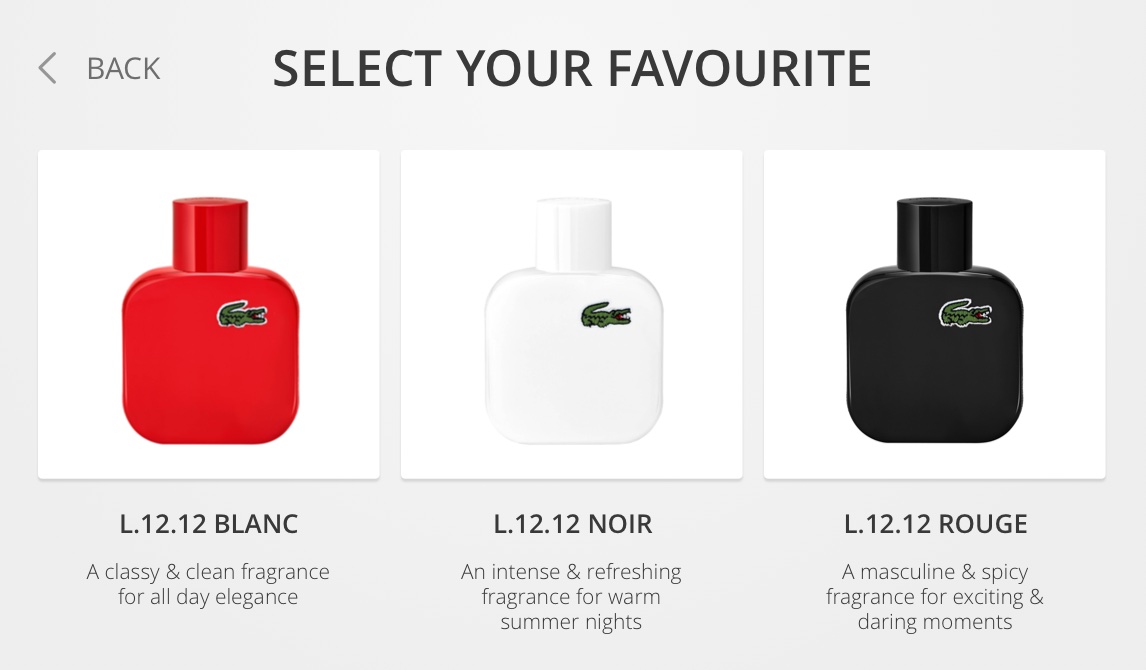 BACK
SELECT YOUR FAVOURITE
L.12.12 BLANC
A classy & clean fragrance
for all day elegance
L.12.12 NOIR
An intense & refreshing
fragrance for warm
summer nights
L.12.12 ROUGE
A masculine & spicy
fragrance for exciting &
daring moments